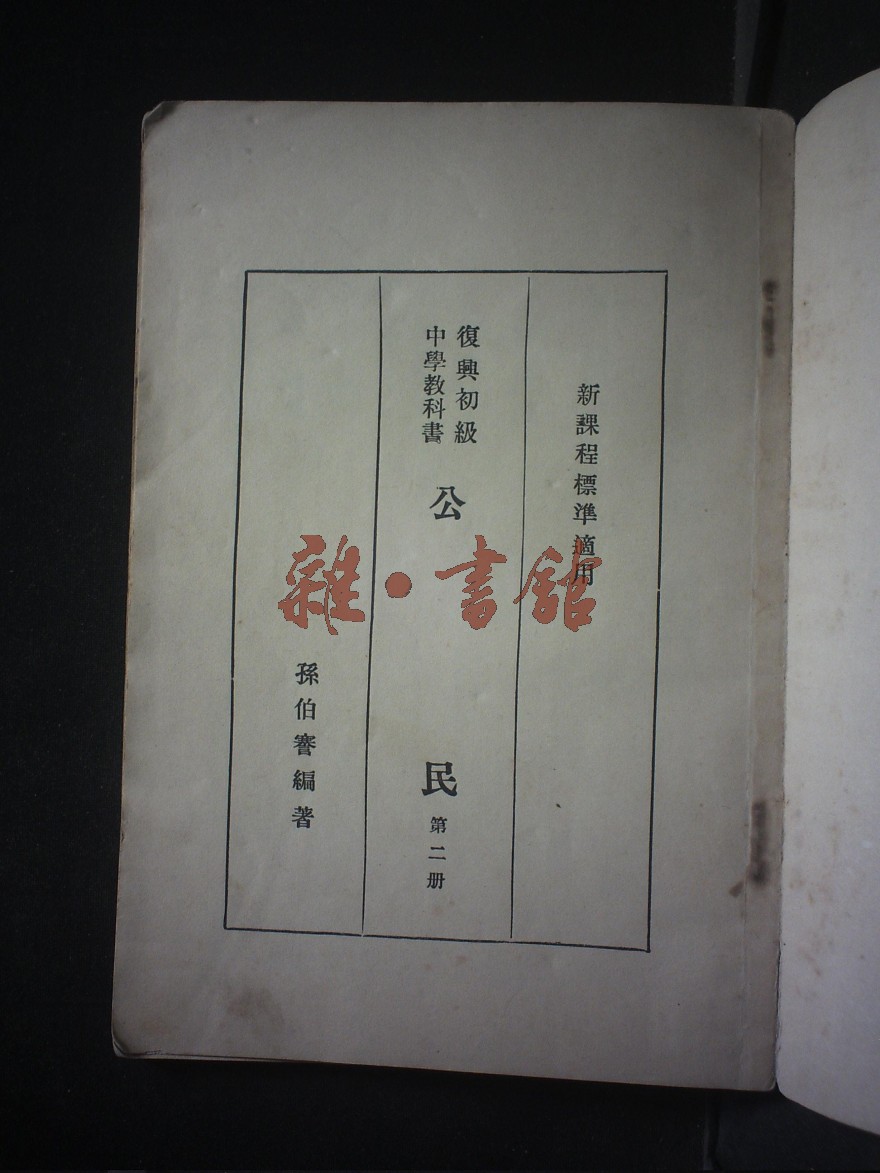 新課程標準適用
復興初級
中學教科書
公民
第二册
孫伯謇編著
雜·書館